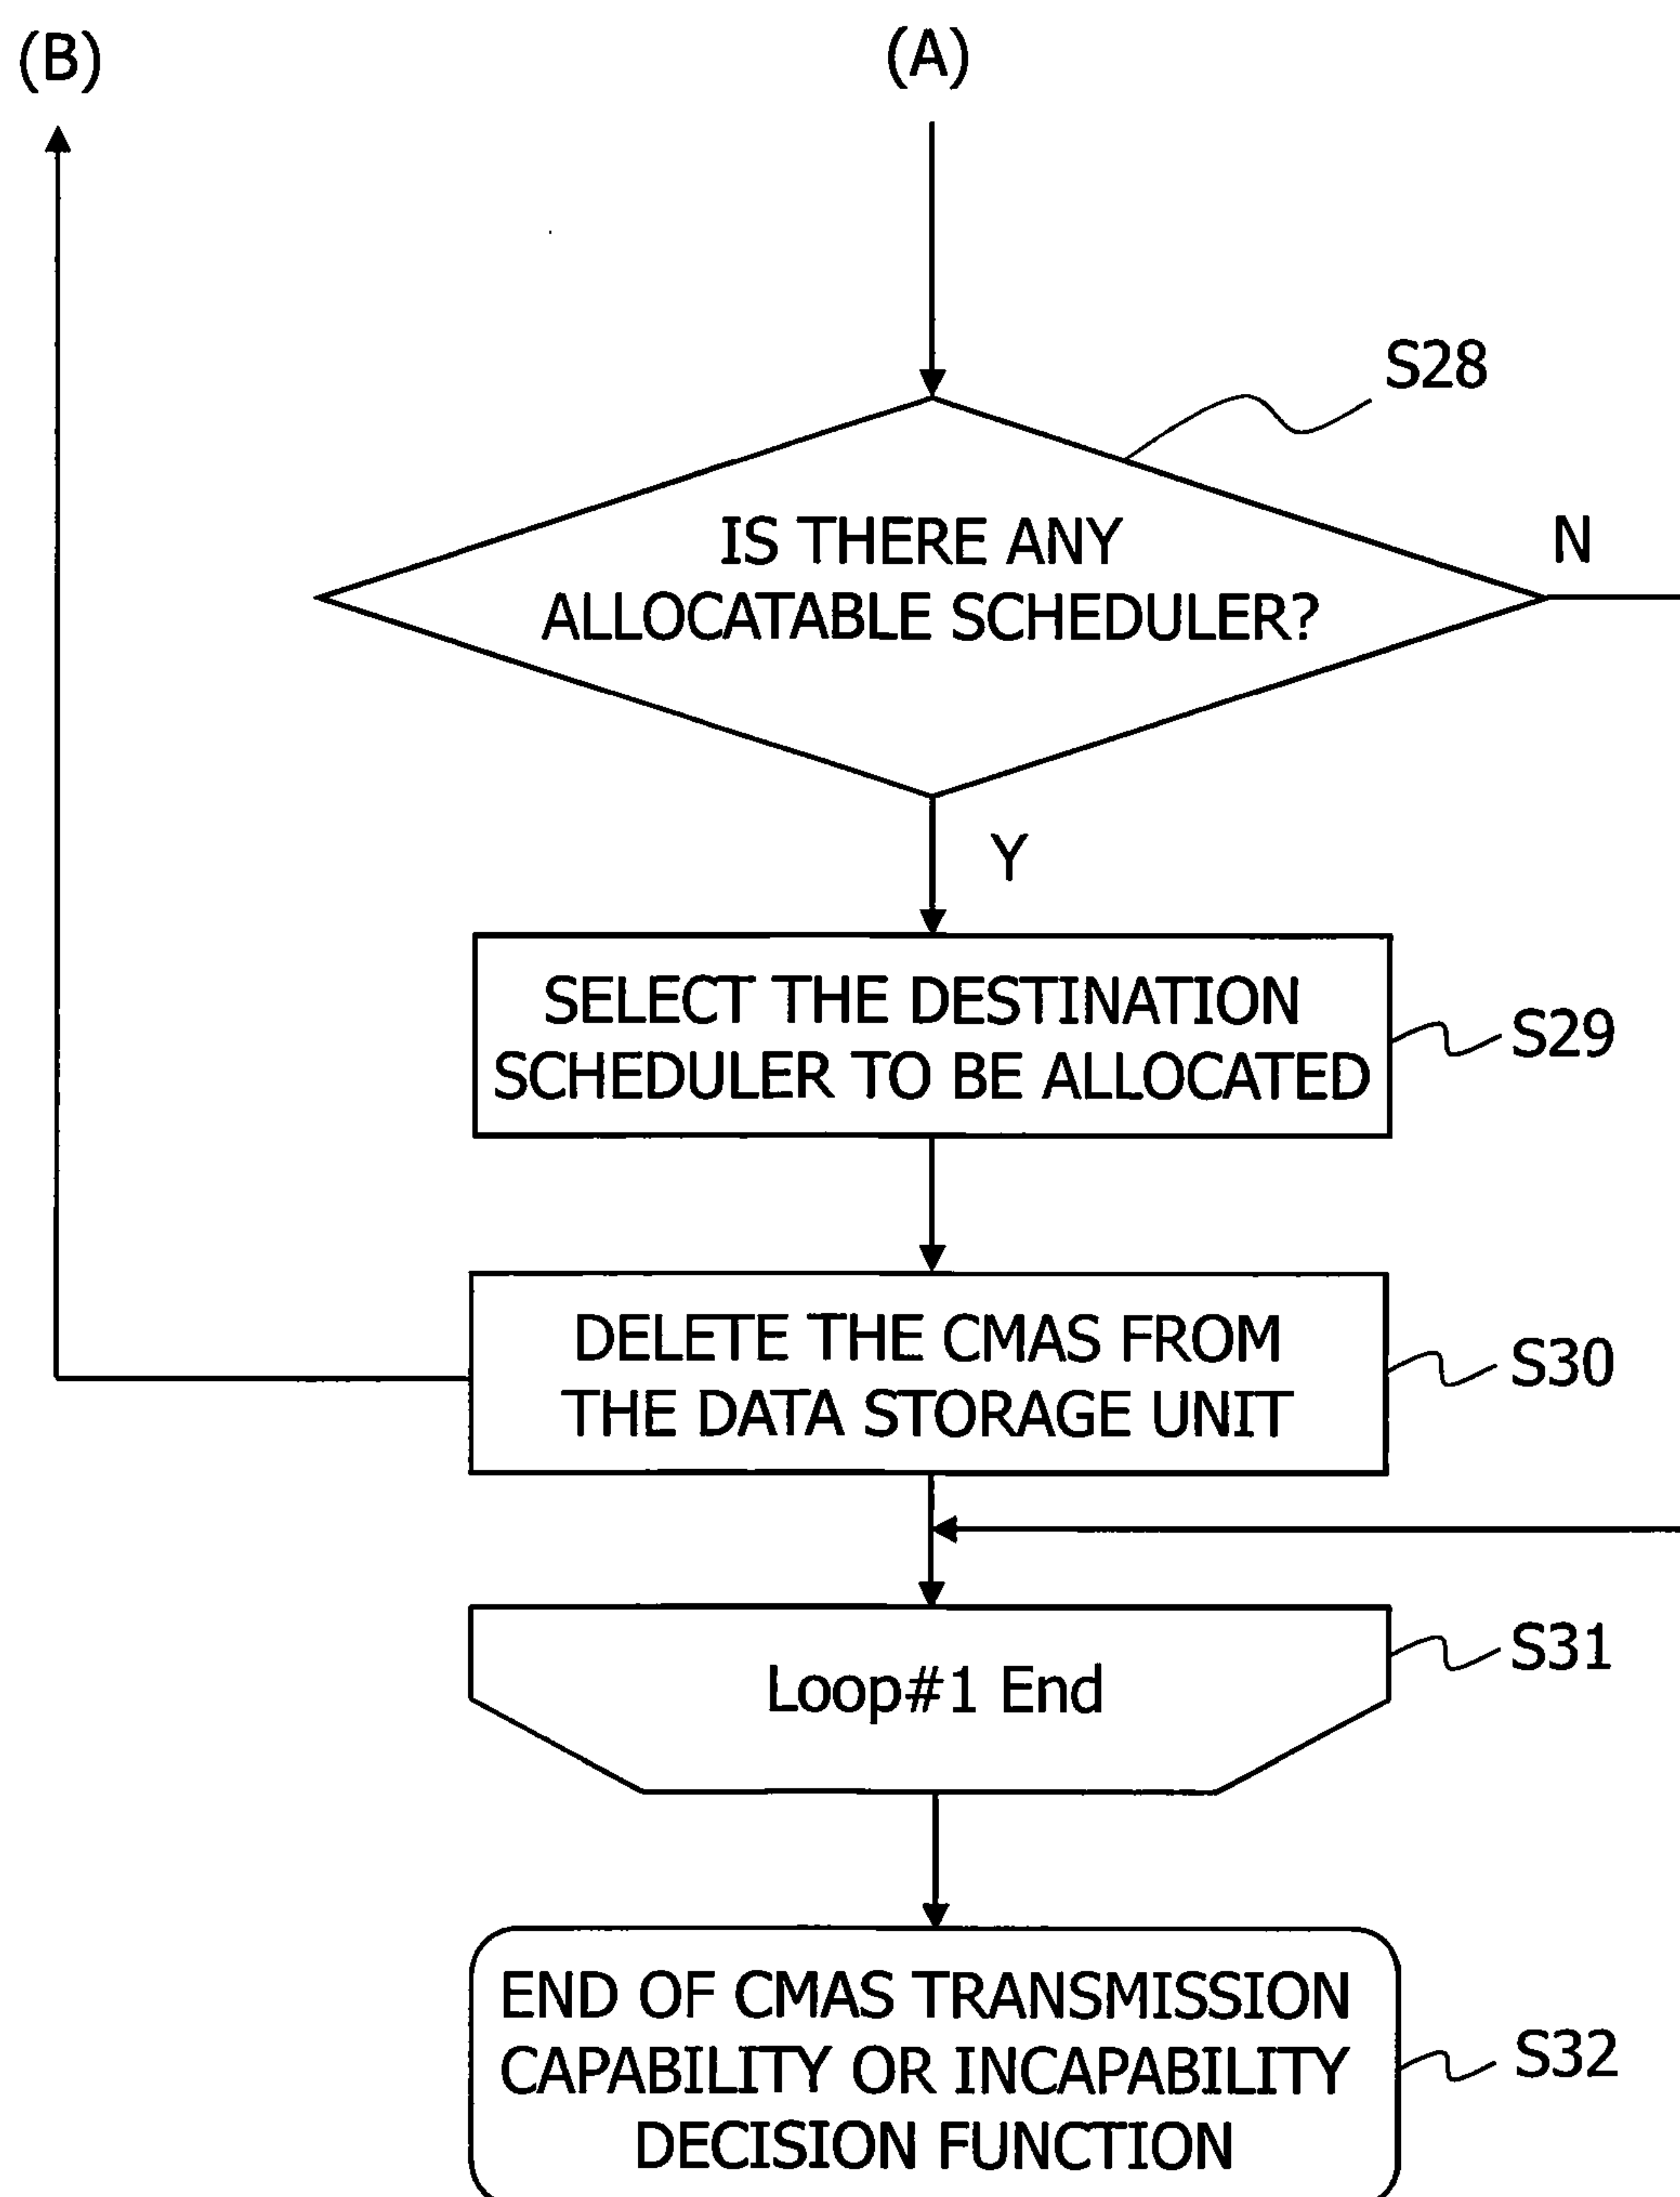 (B)
(A)
S28
IS THERE ANY
ALLOCATABLE SCHEDULER?
N
Y
SELECT THE DESTINATION
SCHEDULER TO BE ALLOCATED
S29
DELETE THE CMAS FROM
THE DATA STORAGE UNIT
S30
Loop#1 End
S31
END OF CMAS TRANSMISSION
CAPABILITY OR INCAPABILITY
DECISION FUNCTION
S32